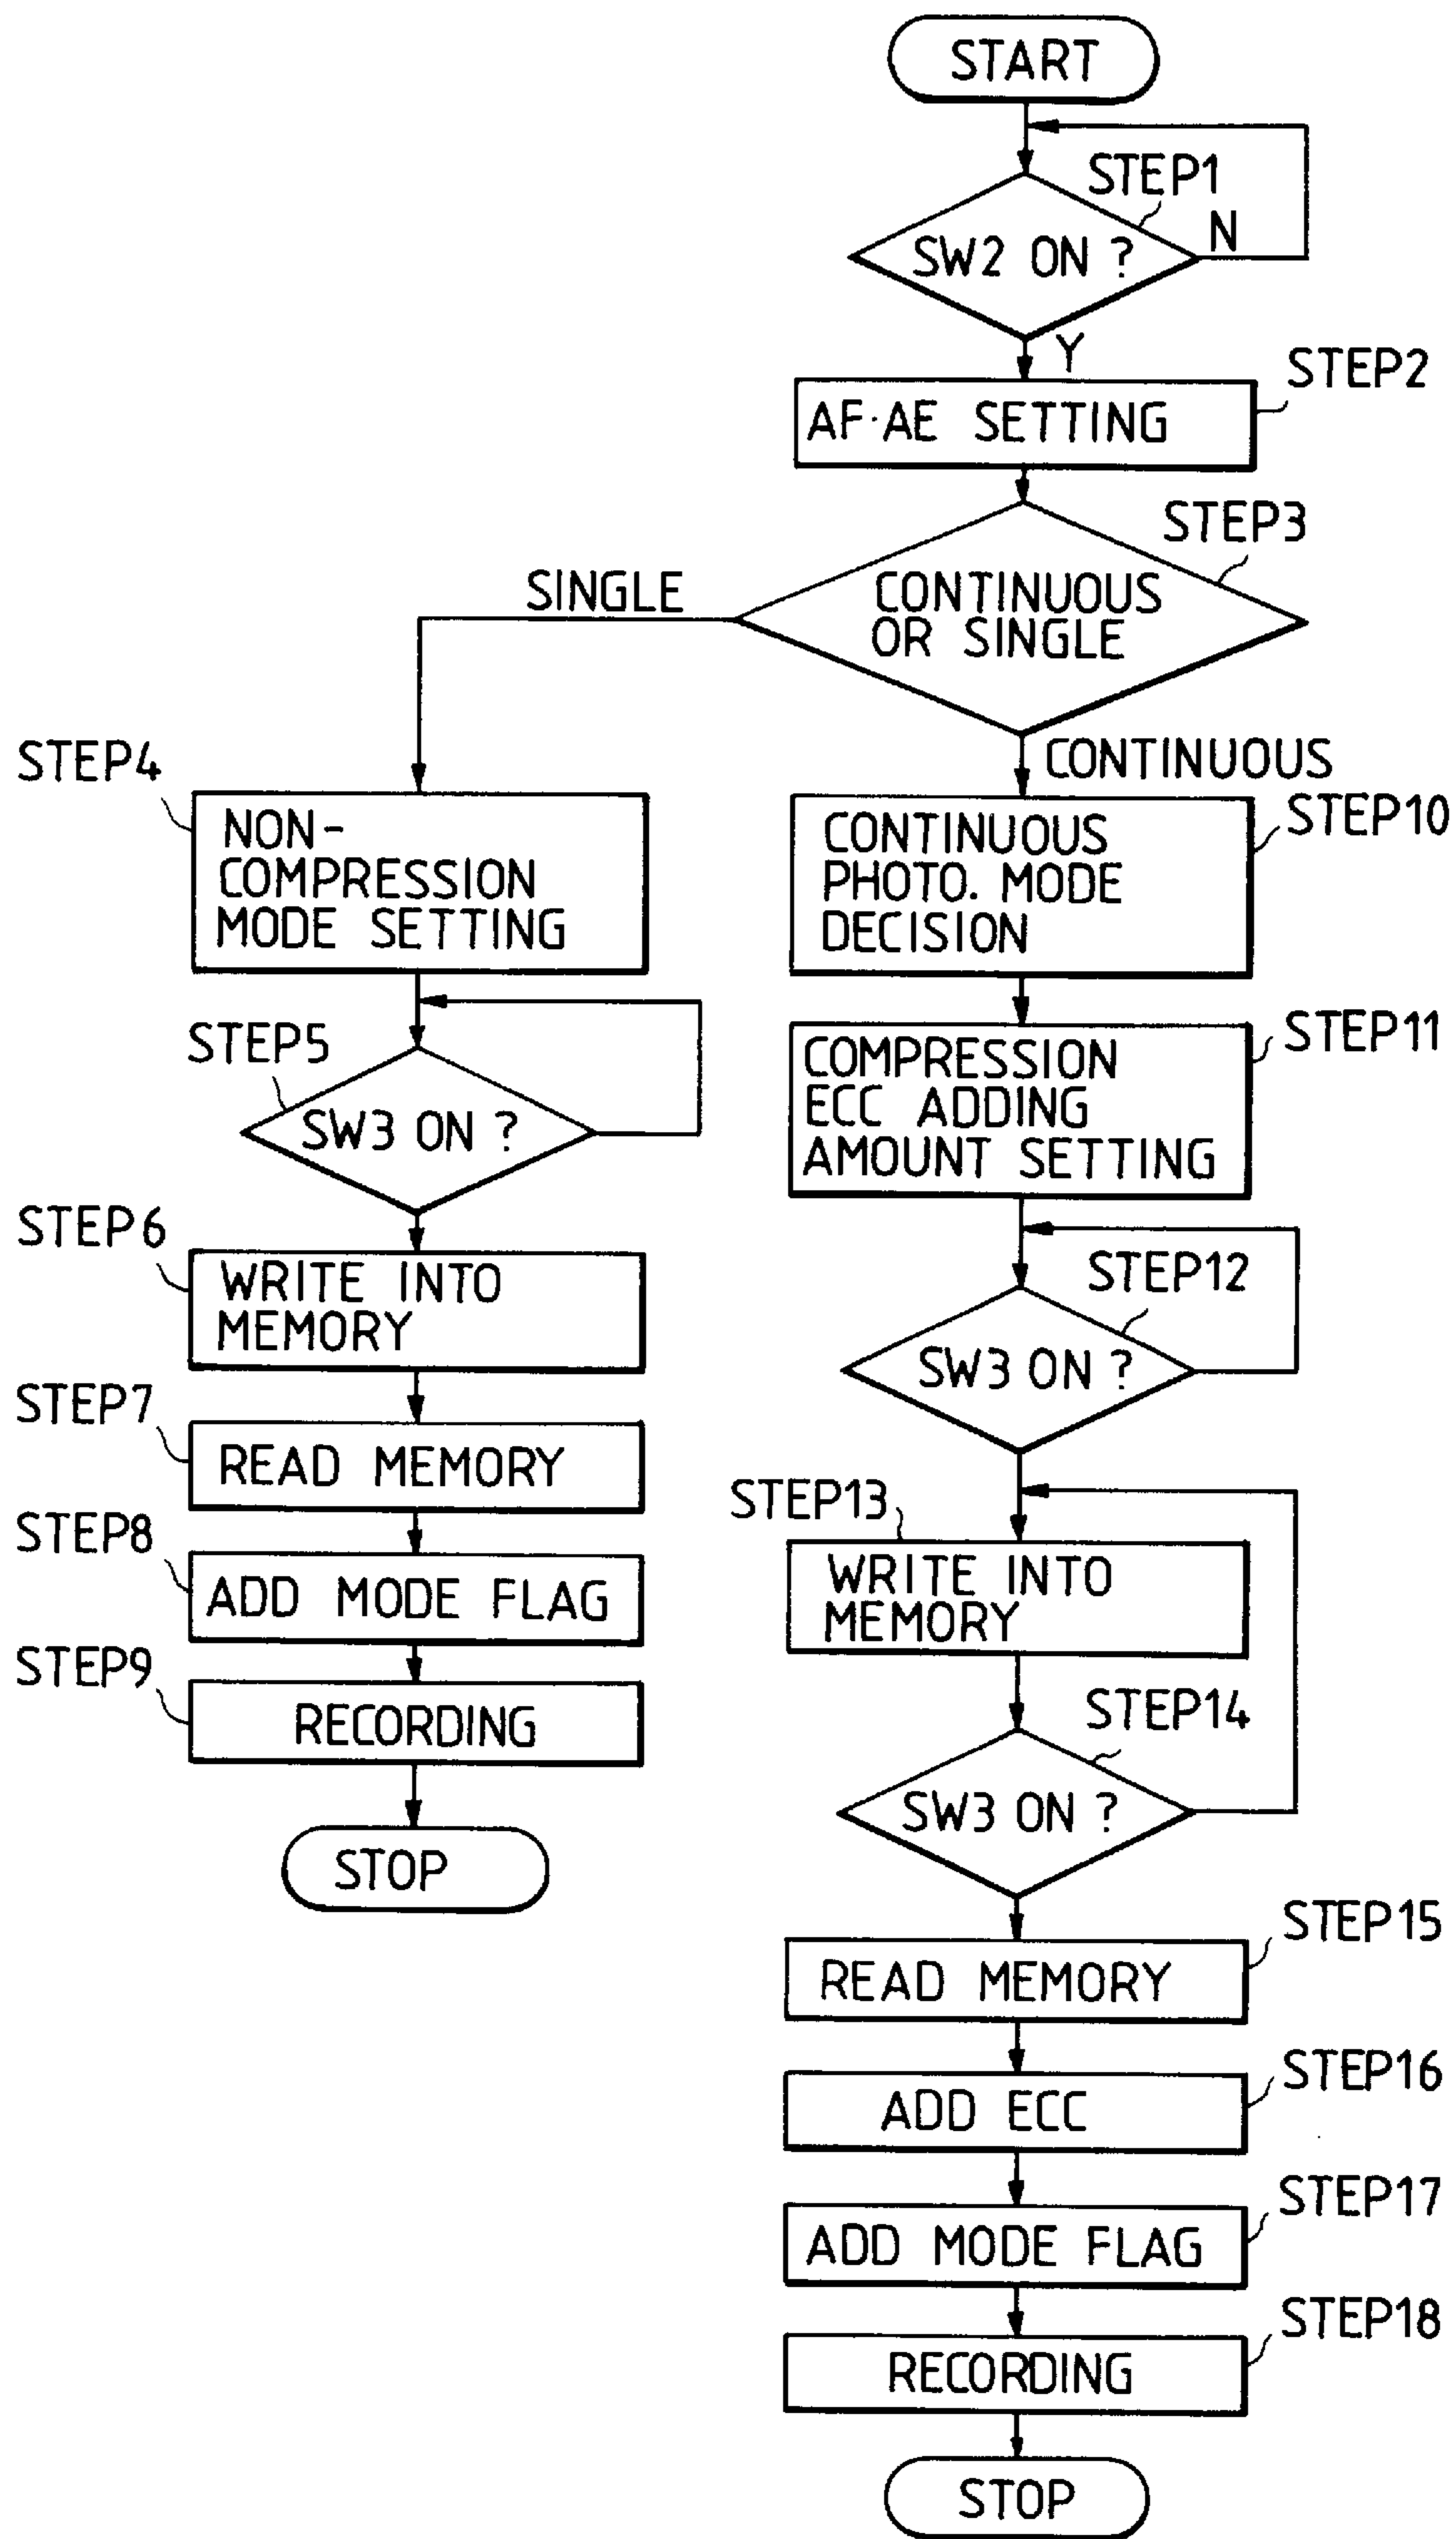 START
STEP1
SW2 ON ?
N
Y
STEP2
AF·AE SETTING
STEP3
CONTINUOUS
OR SINGLE
SINGLE
CONTINUOUS
STEP4
NON-
COMPRESSION
MODE SETTING
STEP5
SW3 ON ?
STEP6
WRITE INTO
MEMORY
STEP7
READ MEMORY
STEP8
ADD MODE FLAG
STEP9
RECORDING
STOP
STEP10
CONTINUOUS
PHOTO. MODE
DECISION
STEP11
COMPRESSION
ECC ADDING
AMOUNT SETTING
STEP12
SW3 ON ?
STEP13
WRITE INTO
MEMORY
STEP14
SW3 ON ?
STEP15
READ MEMORY
STEP16
ADD ECC
STEP17
ADD MODE FLAG
STEP18
RECORDING
STOP